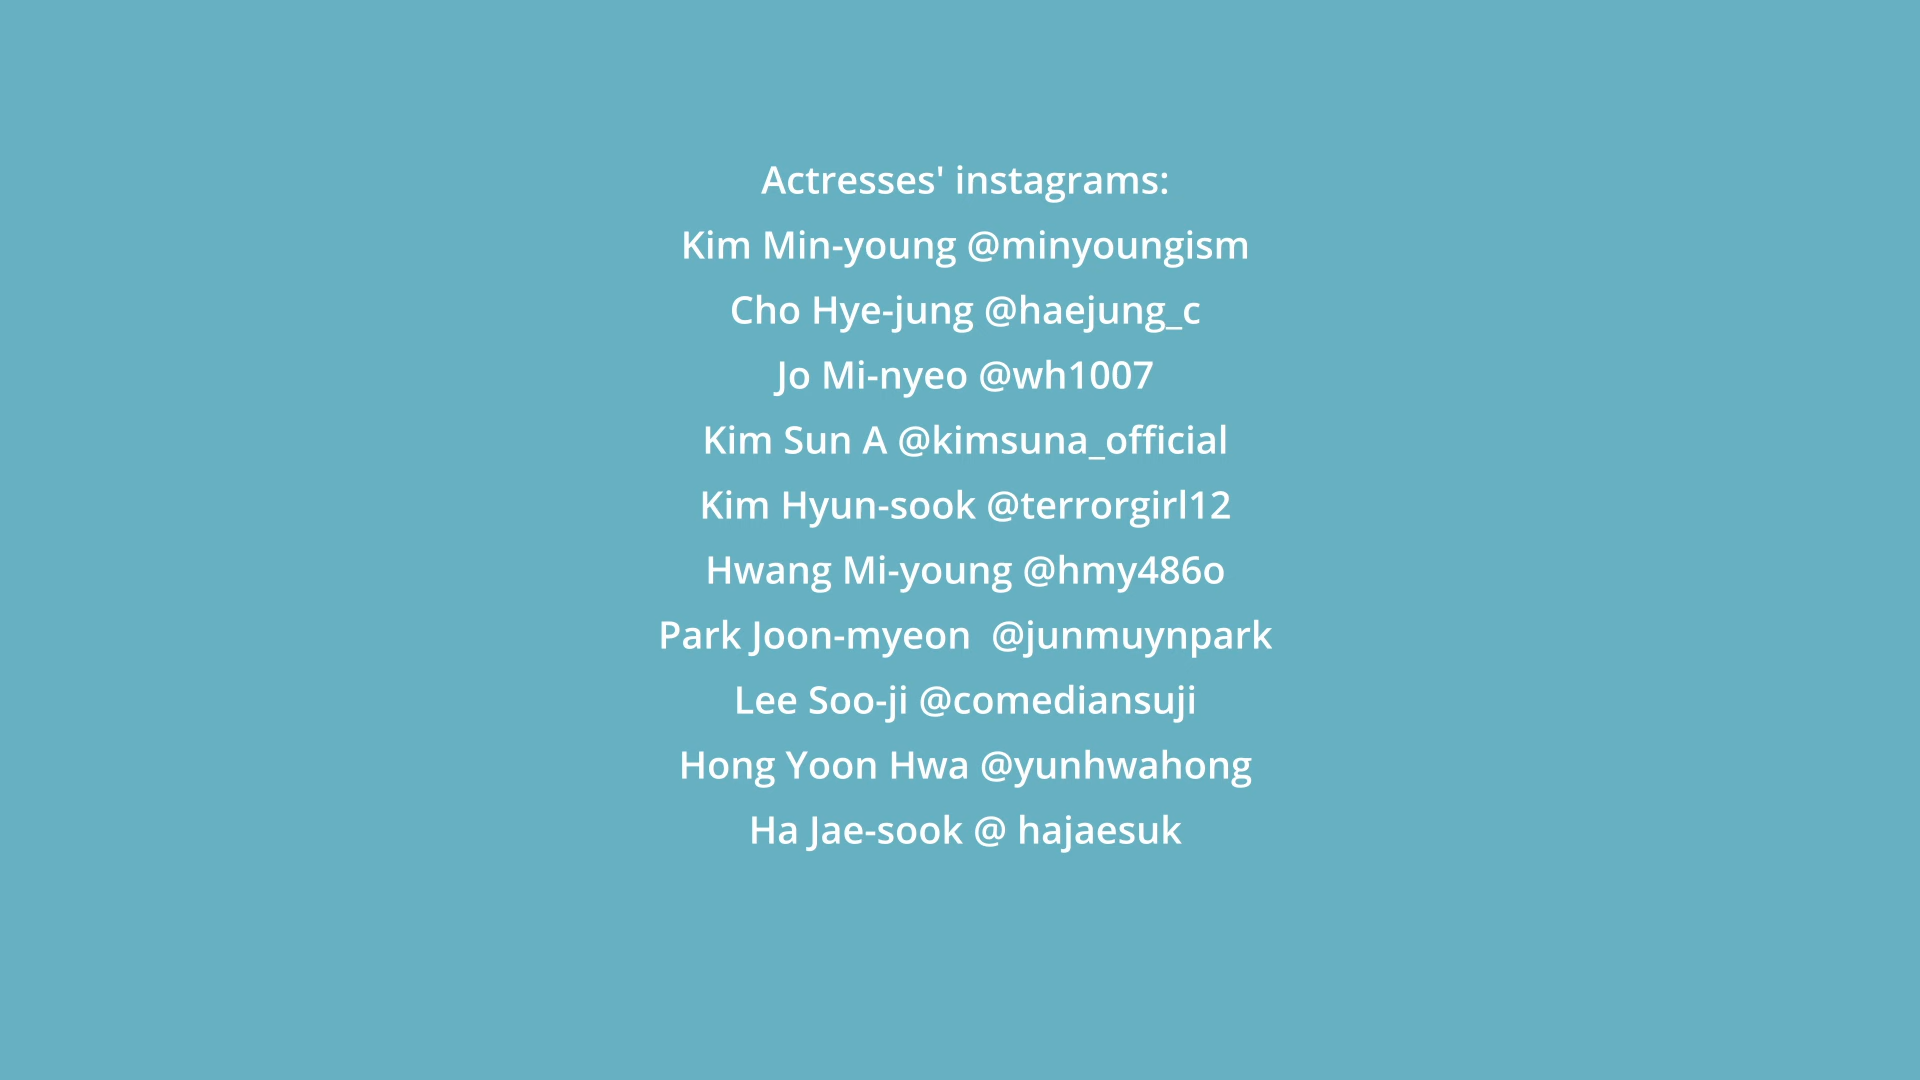 Actresses' instagrams:
Kim Min-young @minyoungism
Cho Hye-jung @haejung_c
Jo Mi-nyeo @wh1007
Kim Sun A @kimsuna_official
Kim Hyun-sook @terrorgirl12
Hwang Mi-young @hmy486o
Park Joon-myeon  @junmuynpark
Lee Soo-ji @comediansuji
Hong Yoon Hwa @yunhwahong
Ha Jae-sook @ hajaesuk